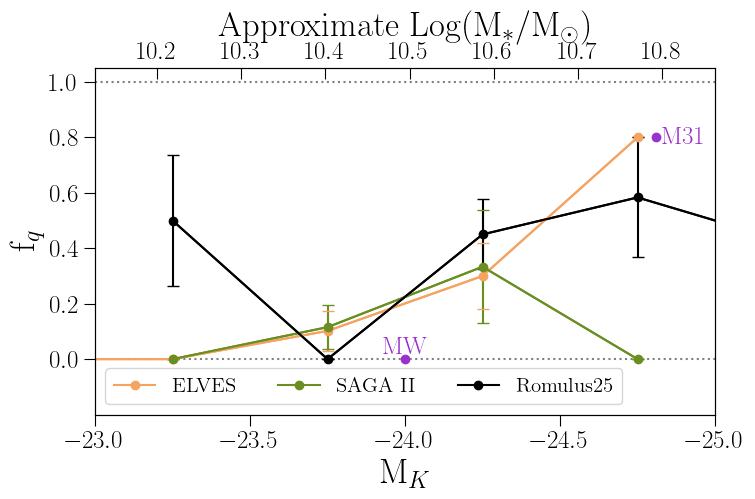 Approximate Log(M∗/M⊙)
10.2 10.3 10.4 10.5 10.6 10.7 10.8
1.0
0.8
0.6
0.4
0.2
0.0
f_q
M31
MW
ELVES SAGA II Romulus25
−23.0 −23.5 −24.0 −24.5 −25.0
M_K